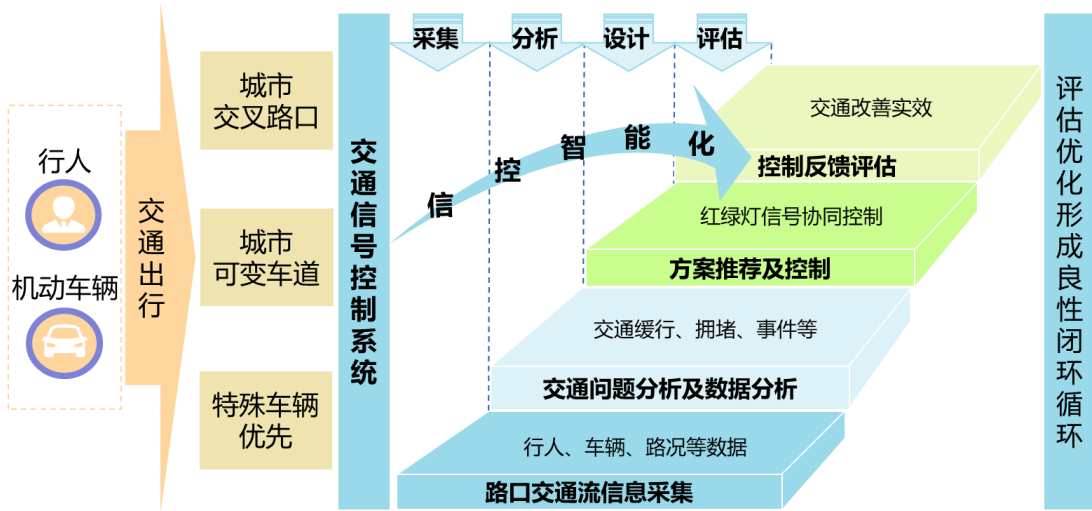 行人
机动车辆
交通出行
城市
交叉路口
城市
可变车道
特殊车辆
优先
交通信号控制系统
采集
分析
设计
评估
信控智能化
交通改善实效
控制反馈评估
红绿灯信号协同控制
方案推荐及控制
交通缓行、拥堵、事件等
交通问题分析及数据分析
行人、车辆、路况等数据
路口交通流信息采集
评估优化形成良性闭环循环